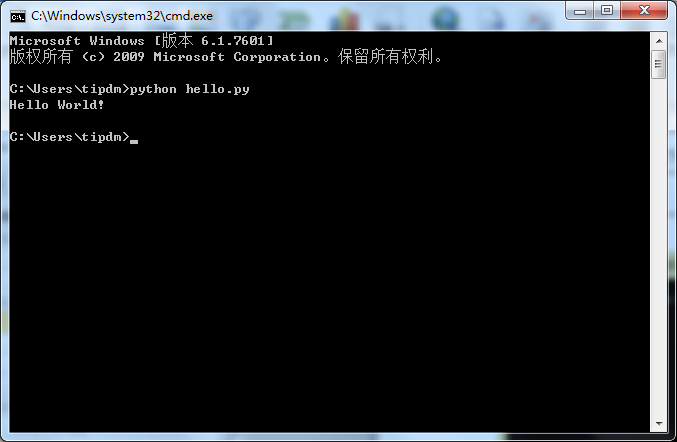 C:\Windows\system32\cmd.exe
Microsoft Windows [版本 6.1.7601]
版权所有 (c) 2009 Microsoft Corporation。保留所有权利。
C:\Users\tipdm>python hello.py
Hello World!
C:\Users\tipdm>